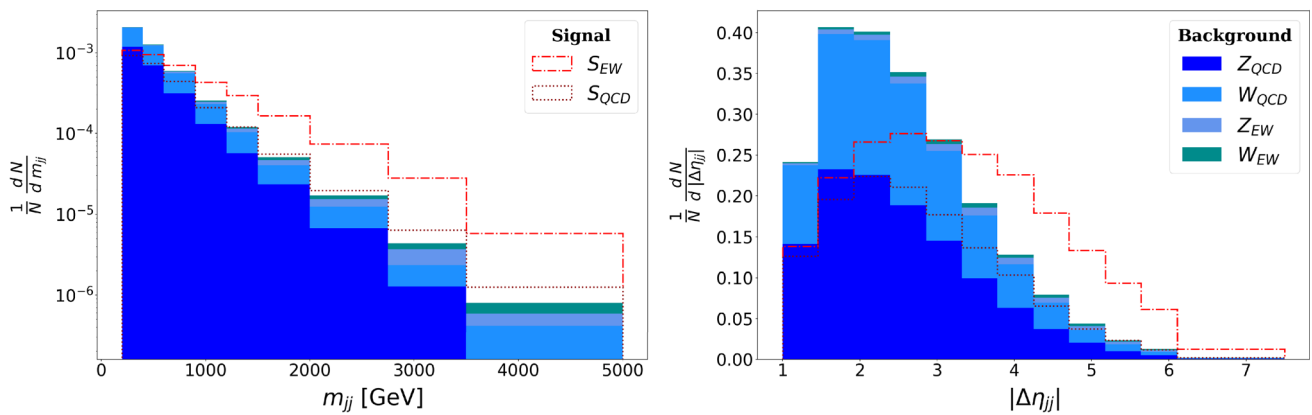 Signal
S_EW
S_QCD
10^-3
10^-4
10^-5
10^-6
1/N dN/d m_jj
1000
2000
3000
4000
5000
m_jj [GeV]
Background
Z_QCD
W_QCD
Z_EW
W_EW
0.40
0.35
0.30
0.25
0.20
0.15
0.10
0.05
0.00
1/N dN/d |Δη_jj|
1
2
3
4
5
6
7
|Δη_jj|